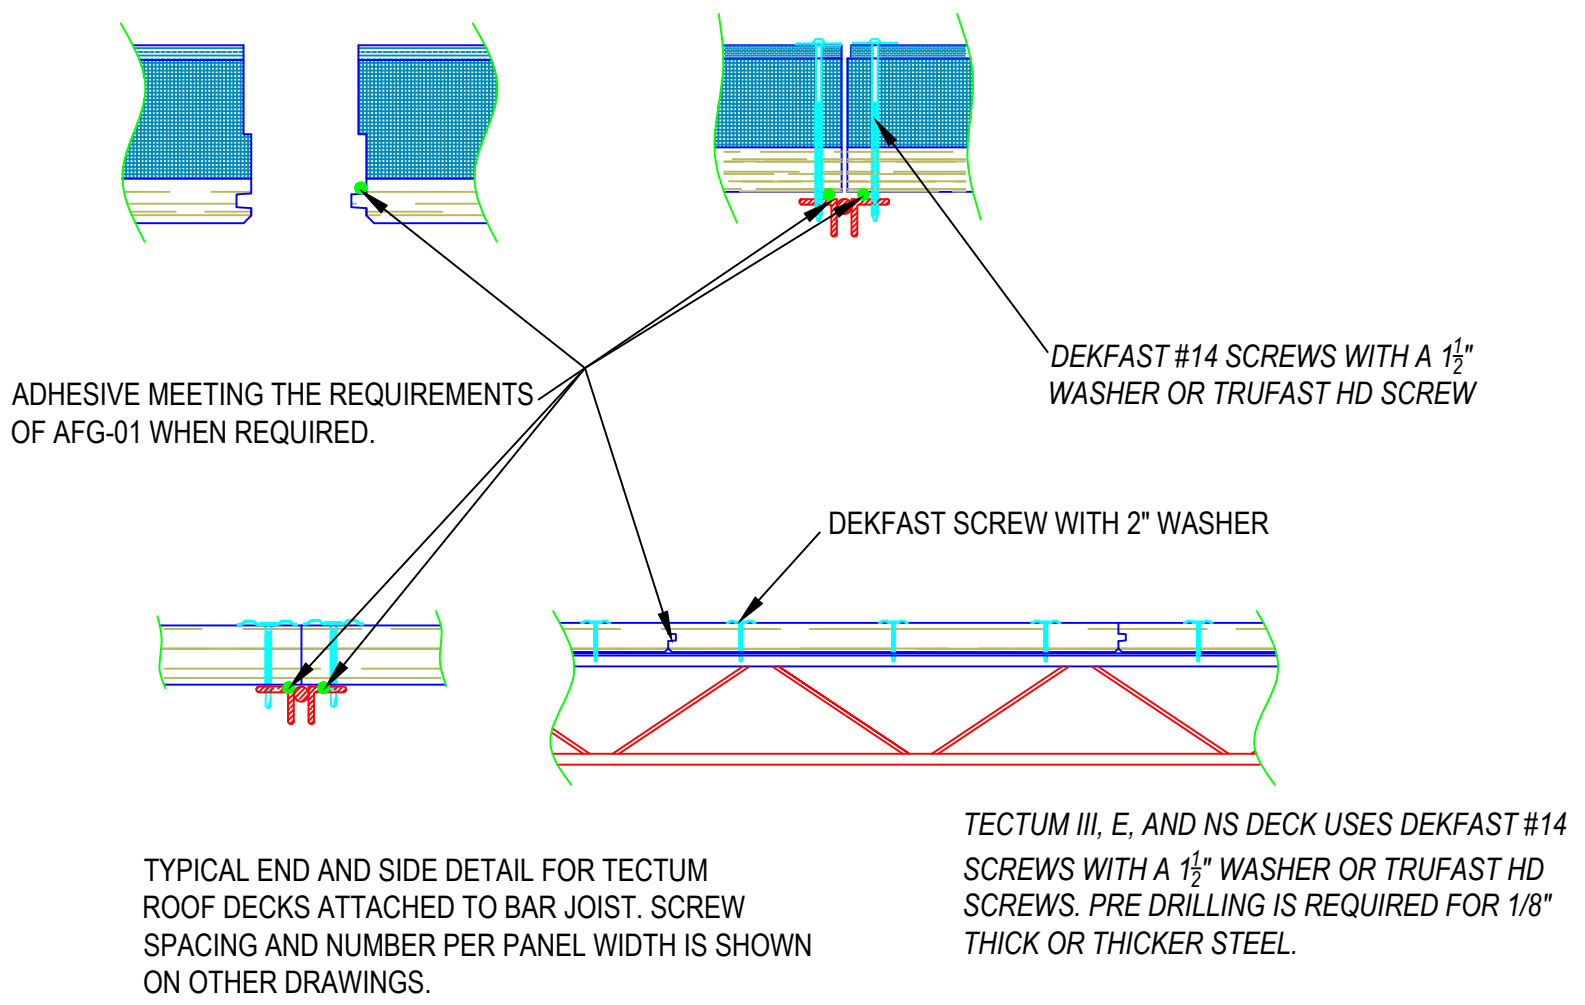 ADHESIVE MEETING THE REQUIREMENTS
OF AFG-01 WHEN REQUIRED.
DEKFAST #14 SCREWS WITH A 1 1/2"
WASHER OR TRUFAST HD SCREW
DEKFAST SCREW WITH 2" WASHER
TYPICAL END AND SIDE DETAIL FOR TECTUM
ROOF DECKS ATTACHED TO BAR JOIST. SCREW
SPACING AND NUMBER PER PANEL WIDTH IS SHOWN
ON OTHER DRAWINGS.
TECTUM III, E, AND NS DECK USES DEKFAST #14
SCREWS WITH A 1 1/2" WASHER OR TRUFAST HD
SCREWS. PRE DRILLING IS REQUIRED FOR 1/8"
THICK OR THICKER STEEL.